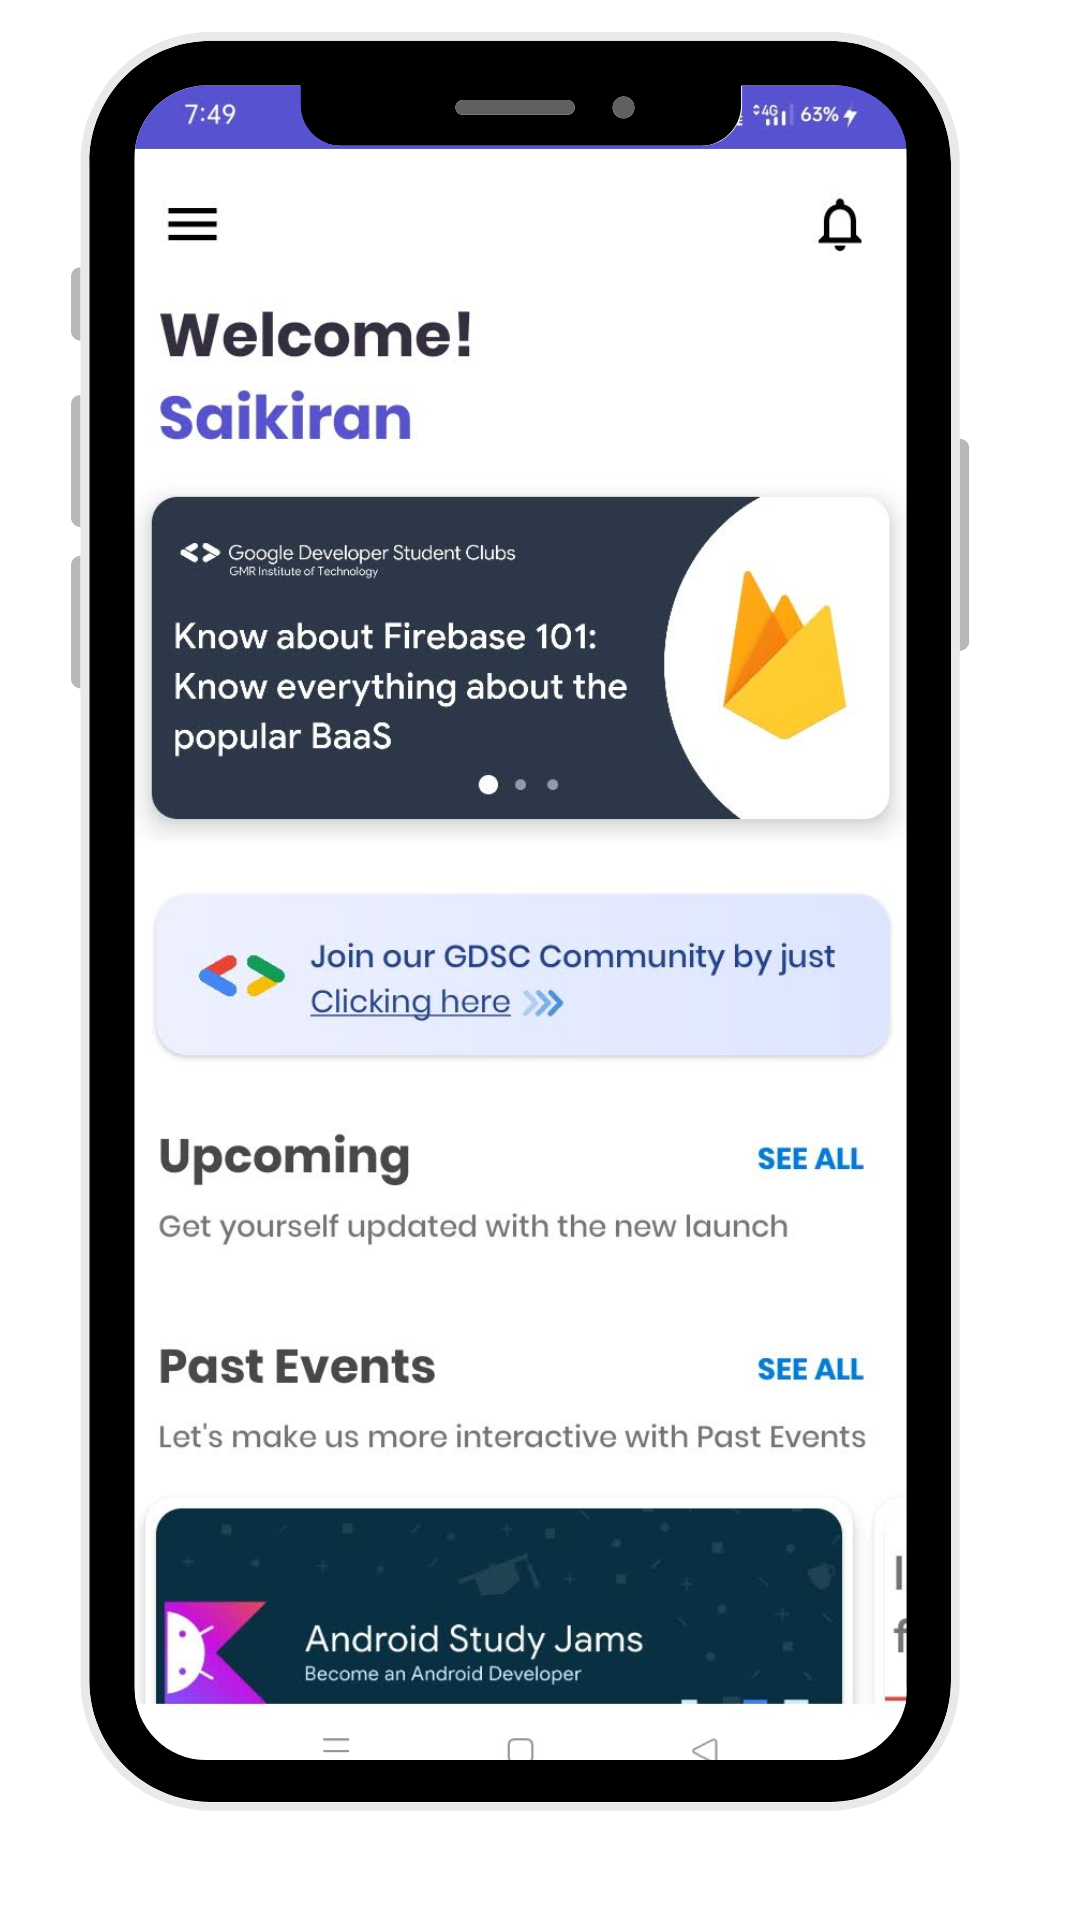 7:49
4G 63%
Welcome!
Saikiran
Google Developer Student Clubs
GMR Institute of Technology
Know about Firebase 101:
Know everything about the
popular BaaS
Join our GDSC Community by just
Clicking here
Upcoming
SEE ALL
Get yourself updated with the new launch
Past Events
SEE ALL
Let's make us more interactive with Past Events
Android Study Jams
Become an Android Developer